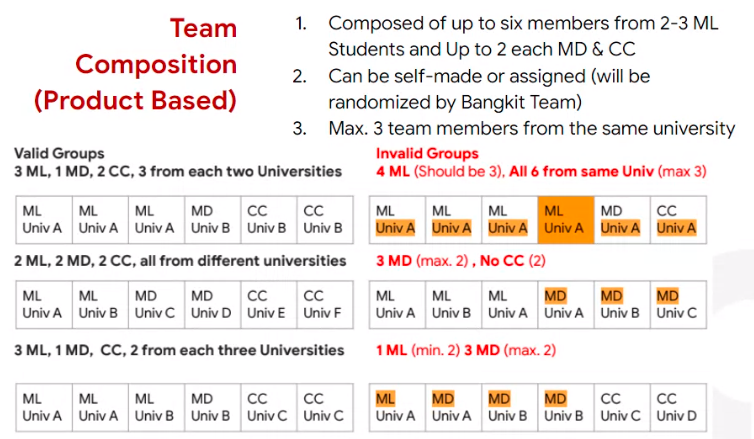 Team
Composition
(Product Based)
1. Composed of up to six members from 2-3 ML
Students and Up to 2 each MD & CC
2. Can be self-made or assigned (will be
randomized by Bangkit Team)
3. Max. 3 team members from the same university
Valid Groups
3 ML, 1 MD, 2 CC, 3 from each two Universities
ML ML ML MD CC CC
Univ A Univ A Univ A Univ B Univ B Univ B
2 ML, 2 MD, 2 CC, all from different universities
ML ML MD MD CC CC
Univ A Univ B Univ C Univ D Univ E Univ F
3 ML, 1 MD, CC, 2 from each three Universities
ML ML ML MD CC CC
Univ A Univ A Univ B Univ B Univ C Univ C
Invalid Groups
4 ML (Should be 3), All 6 from same Univ (max 3)
ML ML ML ML MD CC
Univ A Univ A Univ A Univ A Univ A Univ A
3 MD (max. 2) , No CC (2)
ML ML ML MD MD MD
Univ A Univ B Univ A Univ A Univ B Univ C
1 ML (min. 2) 3 MD (max. 2)
ML MD MD MD CC CC
Univ A Univ A Univ B Univ B Univ C Univ D